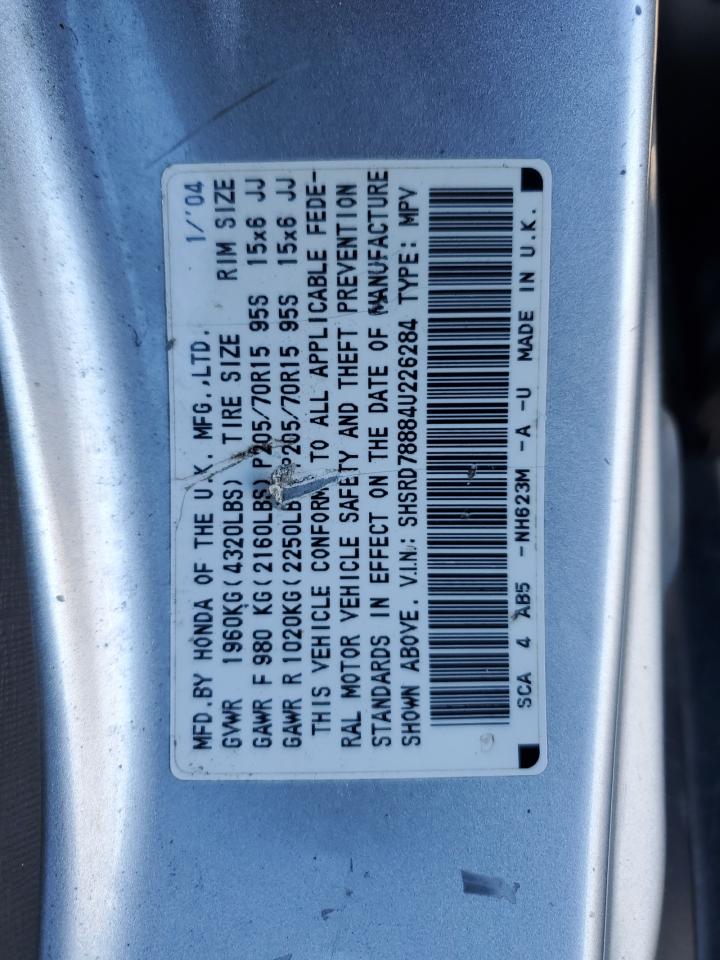 MFD.BY HONDA OF THE U.K. MFG.,LTD. 1/'04
GVWR 1960KG(4320LBS) TIRE SIZE RIM SIZE
GAWR F 980 KG(2160LBS) P205/70R15 95S 15x6 JJ
GAWR R 1020KG(2250LB P205/70R15 95S 15x6 JJ
THIS VEHICLE CONFORMS TO ALL APPLICABLE FEDE-
RAL MOTOR VEHICLE SAFETY AND THEFT PREVENTION
STANDARDS IN EFFECT ON THE DATE OF MANUFACTURE
SHOWN ABOVE. V.I.N.: SHSRD78884U226284 TYPE: MPV
SCA 4 AB5 -NH623M -A -U MADE IN U.K.